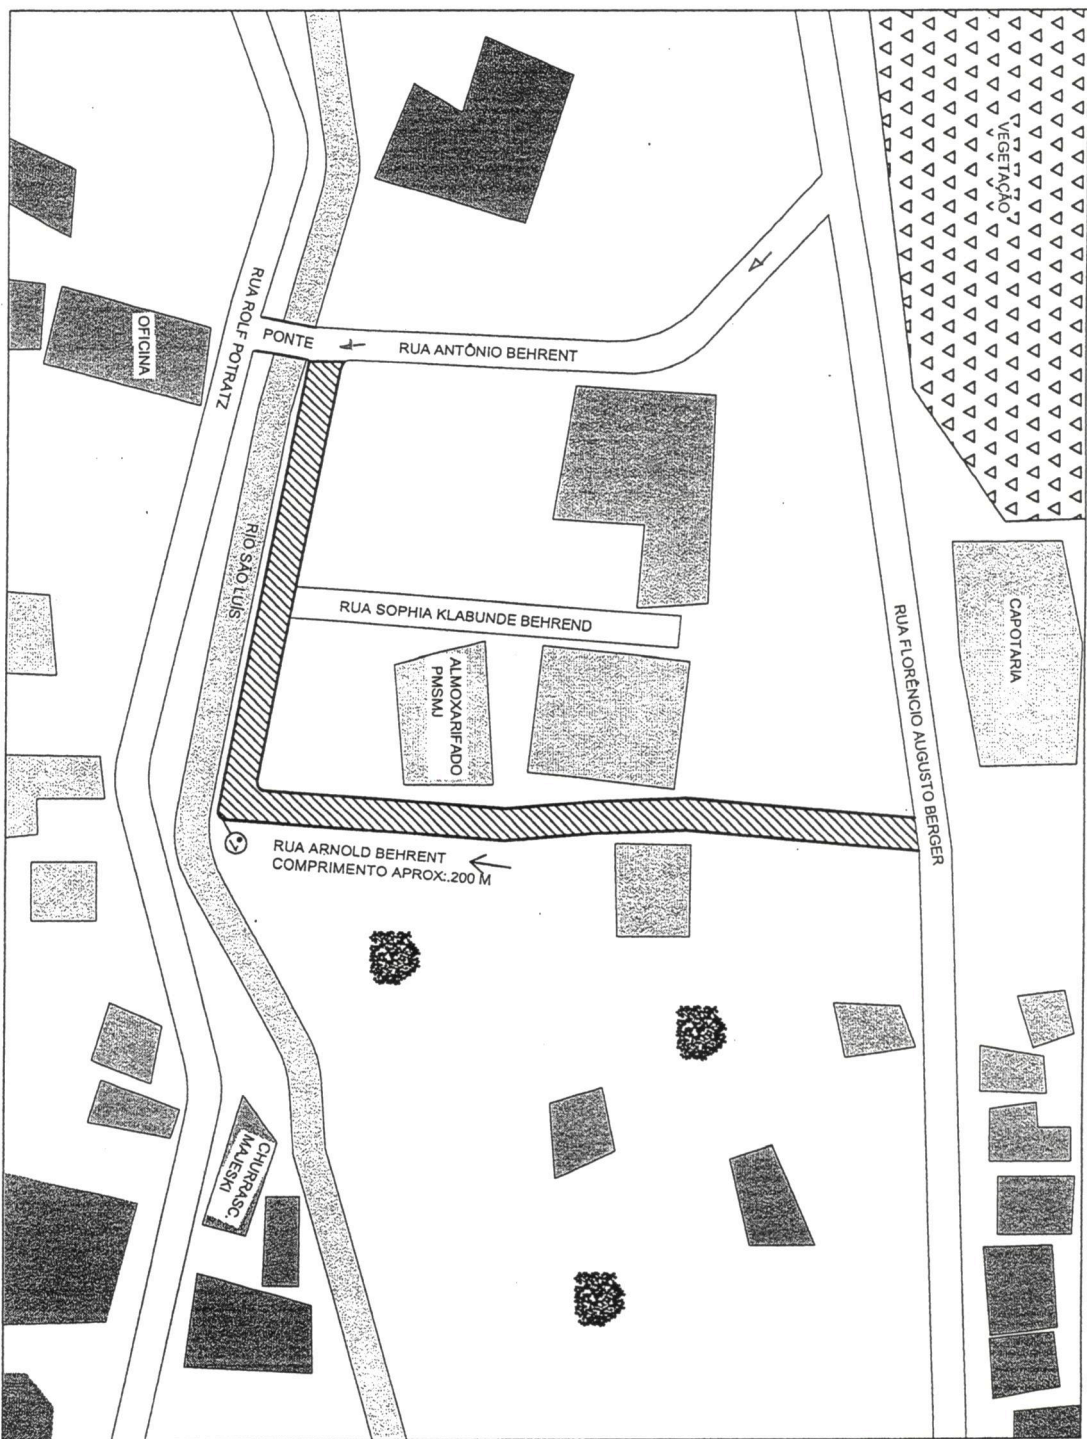 VEGETAÇÃO
RUA ROLF POTRATZ
OFICINA
PONTE
RUA ANTÔNIO BEHRENT
RIO SÃO LUÍS
RUA SOPHIA KLABUNDE BEHREND
ALMOXARIFADO
PMSMJ
CAPOTARIA
RUA FLORÊNCIO AUGUSTO BERGER
RUA ARNOLD BEHRENT
COMPRIMENTO APROX:.200 M
CHURRASC.
MAJESKI